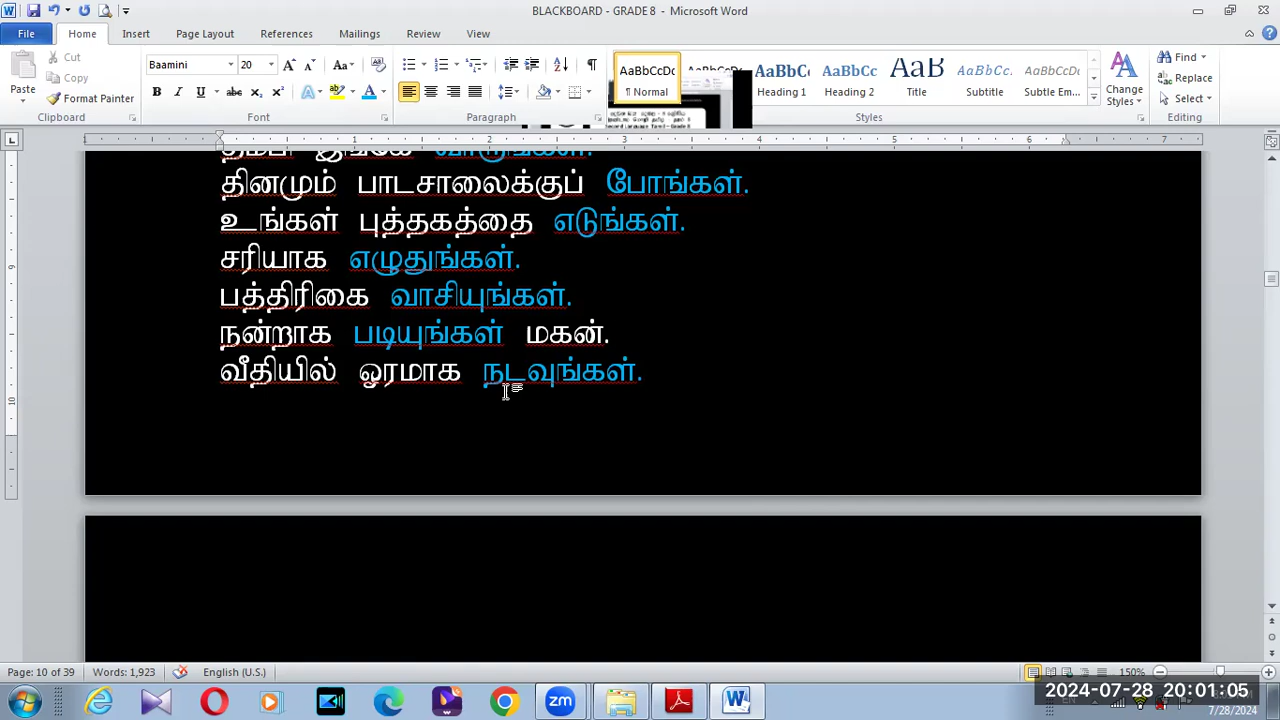 BLACKBOARD - GRADE 8 - Microsoft Word
File Home Insert Page Layout References Mailings Review View
Paste Cut Copy Format Painter Clipboard
Baamini 20 Font
Paragraph
AaBbCcDc ¶ Normal
AaBbC Heading 1
AaBbCc Heading 2
AaB Title
AaBbCc. Subtitle
AaBbCcDc Subtle Em...
Change Styles Styles
Find Replace Select Editing
தினமும் பாடசாலைக்குப் போங்கள்.
உங்கள் புத்தகத்தை எடுங்கள்.
சரியாக எழுதுங்கள்.
பத்திரிகை வாசியுங்கள்.
நன்றாக படியுங்கள் மகன்.
வீதியில் ஓரமாக நடவுங்கள்.
Page: 10 of 39 Words: 1,923 English (U.S.) 150%
2024-07-28 20:01:05
7/28/2024